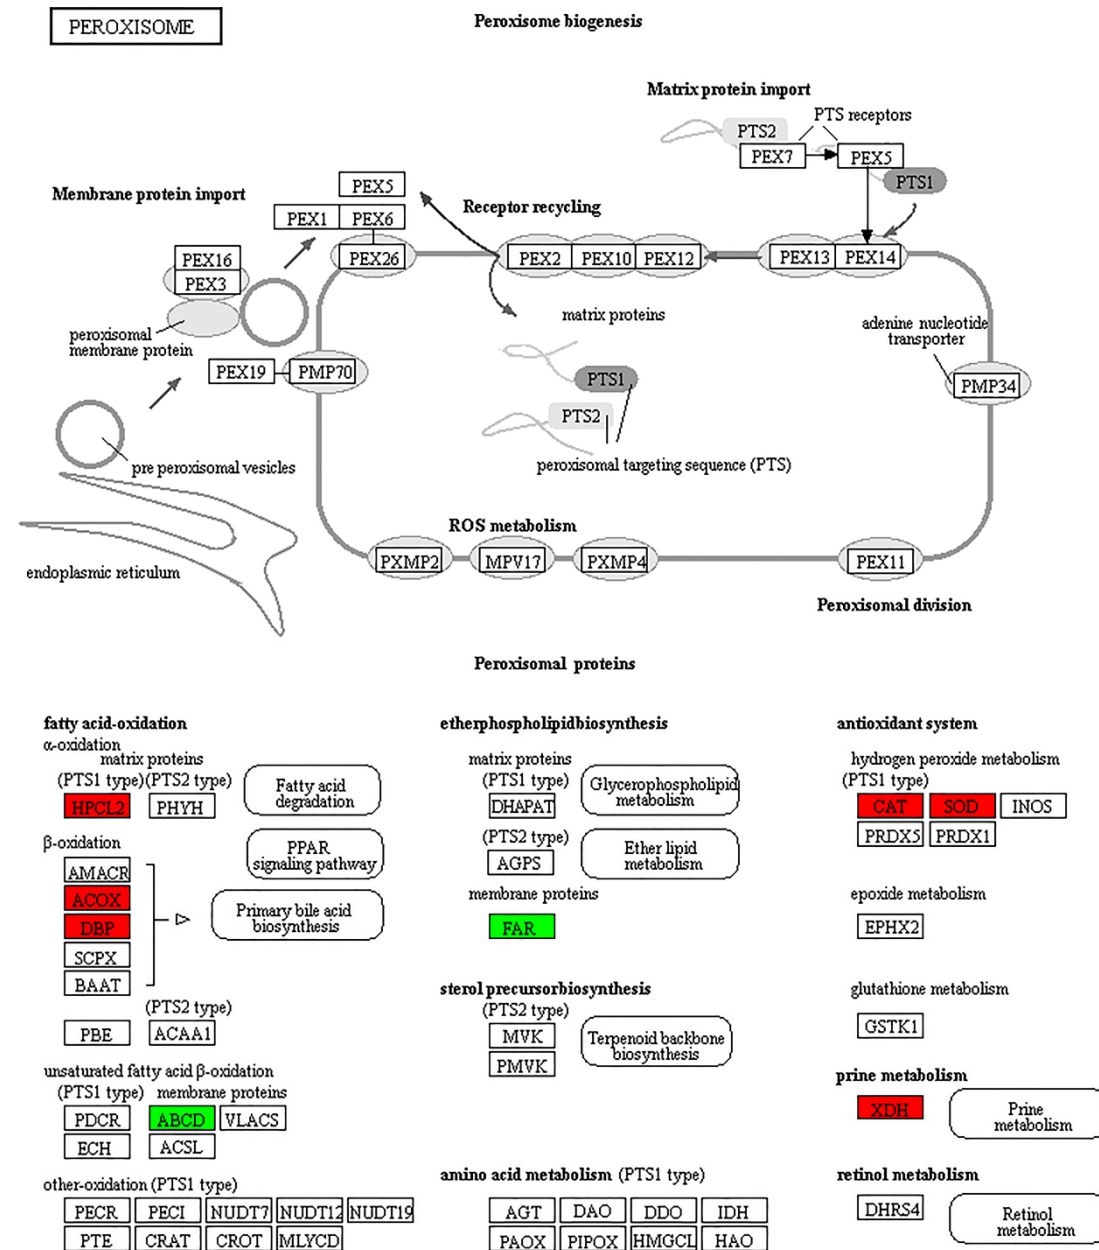 PEROXISOME
Peroxisome biogenesis
Matrix protein import
PTS receptors
PTS2
PEX7
PEX5
PTS1
Membrane protein import
PEX5
PEX1
PEX6
Receptor recycling
PEX16
PEX3
PEX26
PEX2
PEX10
PEX12
PEX13
PEX14
matrix proteins
adenine nucleotide
transporter
peroxisomal
membrane protein
PEX19
PMP70
PTS1
PMP34
PTS2
pre peroxisomal vesicles
peroxisomal targeting sequence (PTS)
ROS metabolism
endoplasmic reticulum
PXMP2
MPV17
PXMP4
PEX11
Peroxisomal division
Peroxisomal proteins
fatty acid-oxidation
α-oxidation
matrix proteins
(PTS1 type) (PTS2 type)
HPCL2
PHYH
Fatty acid
degradation
β-oxidation
PPAR
signaling pathway
AMACR
ACOX
DBP
SCPX
BAAT
Primary bile acid
biosynthesis
(PTS2 type)
PBE
ACAA1
unsaturated fatty acid β-oxidation
(PTS1 type) membrane proteins
PDCR
ABCD
VLACS
ECH
ACSL
other-oxidation (PTS1 type)
PECR
PECI
NUDT7
NUDT12
NUDT19
PTE
CRAT
CROT
MLYCD
etherphospholipidbiosynthesis
matrix proteins
(PTS1 type)
DHAPAT
Glycerophospholipid
metabolism
(PTS2 type)
AGPS
Ether lipid
metabolism
membrane proteins
FAR
sterol precursorbiosynthesis
(PTS2 type)
MVK
PMVK
Terpenoid backbone
biosynthesis
amino acid metabolism (PTS1 type)
AGT
DAO
DDO
IDH
PAOX
PIPOX
HMGCL
HAO
antioxidant system
hydrogen peroxide metabolism
(PTS1 type)
CAT
SOD
INOS
PRDX5
PRDX1
epoxide metabolism
EPHX2
glutathione metabolism
GSTK1
prine metabolism
XDH
Prine
metabolism
retinol metabolism
DHRS4
Retinol
metabolism